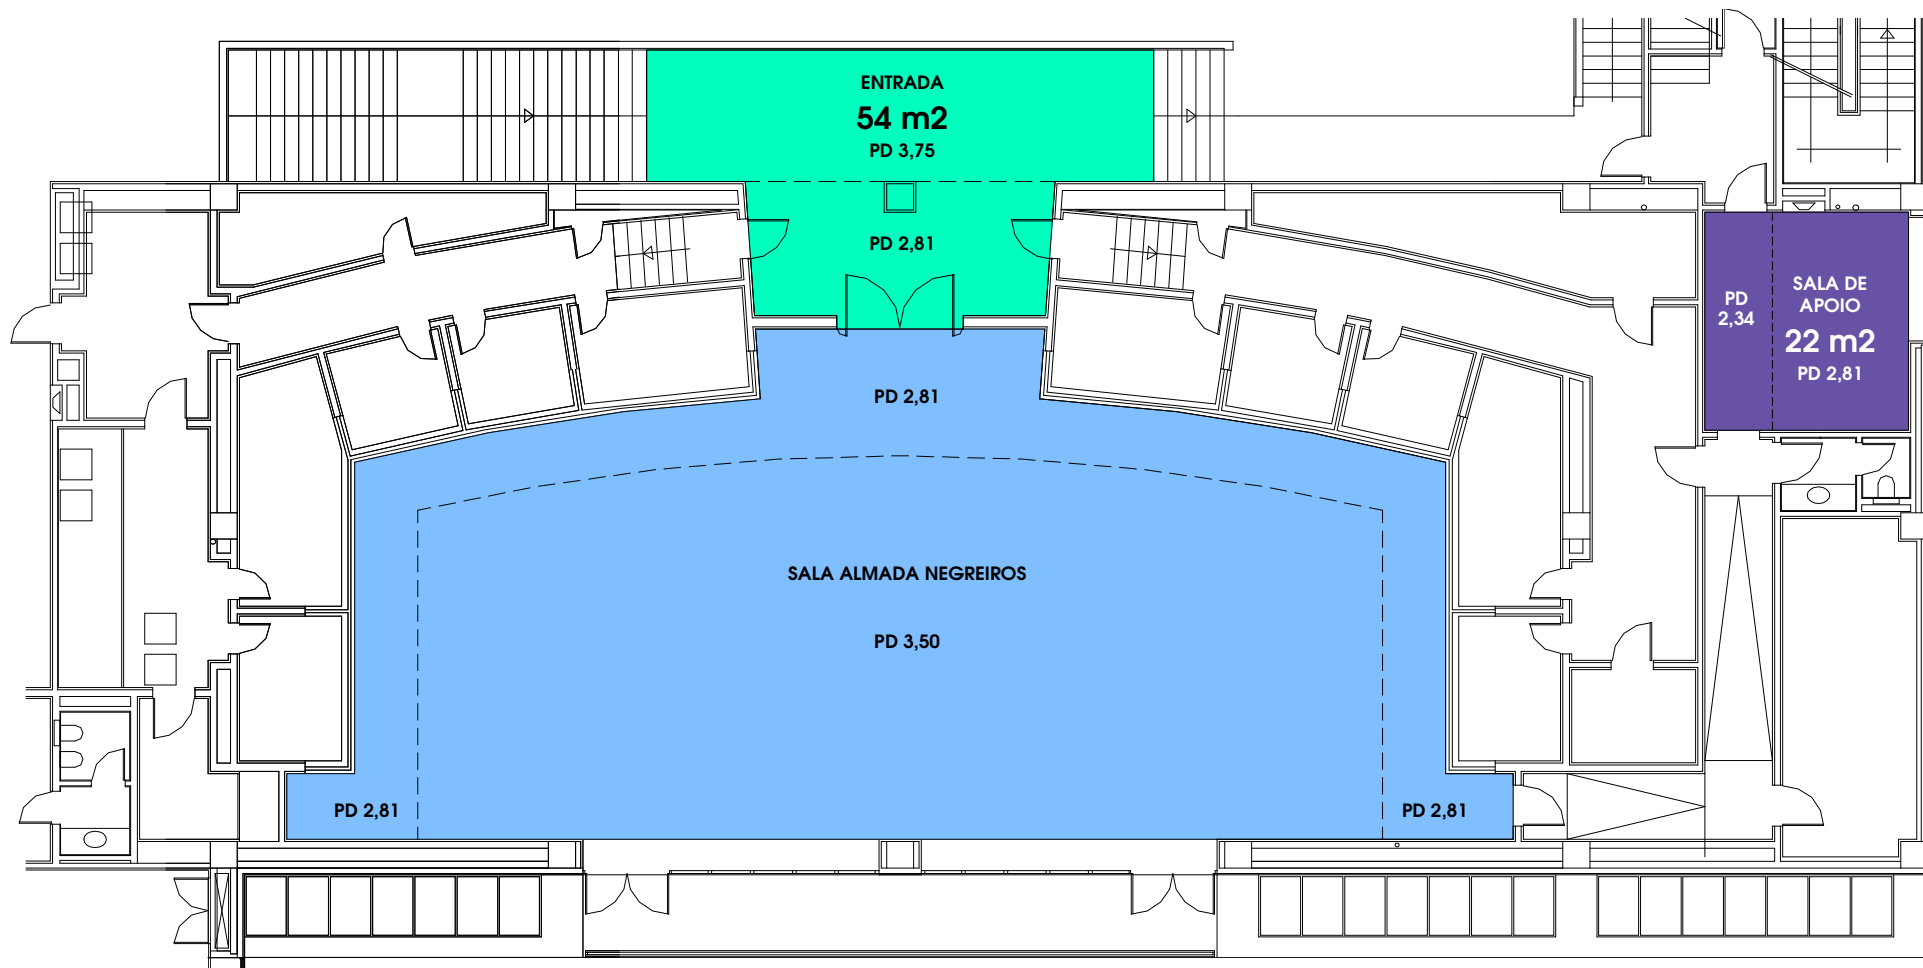 ENTRADA
54 m2
PD 3,75
PD 2,81
SALA DE
APOIO
22 m2
PD 2,81
PD
2,34
PD 2,81
SALA ALMADA NEGREIROS
PD 3,50
PD 2,81
PD 2,81